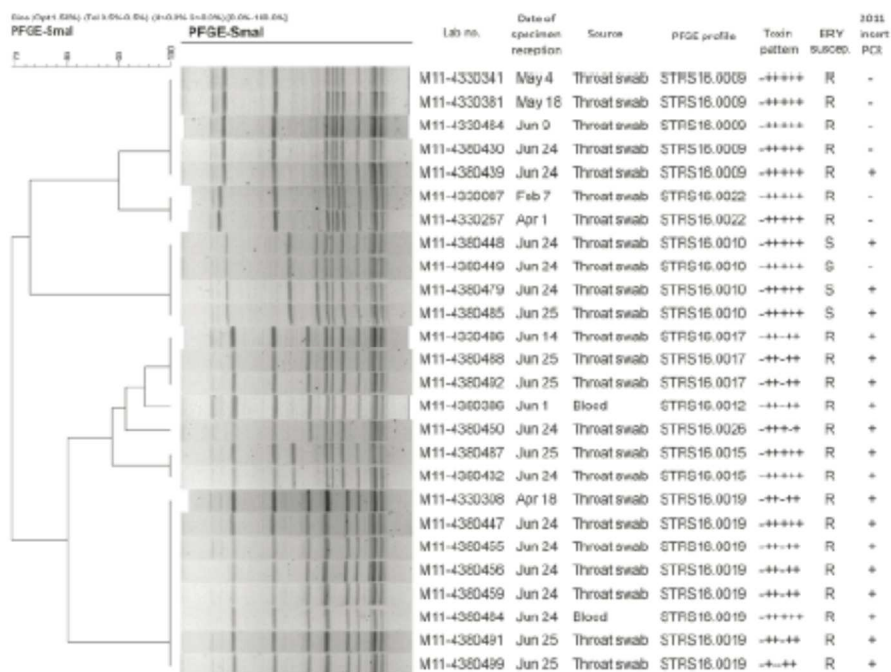 PFGE-SmaI
PFGE-SmaI
Lab no. Date of specimen reception Source PFGE profile Toxin pattern ERY suscep. 2011 insert PCR
M11-4330341 May 4 Throat swab STRS16.0009 -+++++ R -
M11-4330381 May 18 Throat swab STRS16.0009 -+++++ R -
M11-4330484 Jun 9 Throat swab STRS16.0009 -+++++ R -
M11-4380430 Jun 24 Throat swab STRS16.0009 -+++++ R -
M11-4380439 Jun 24 Throat swab STRS16.0009 -+++++ R +
M11-4330087 Feb 7 Throat swab STRS16.0022 -+++++ R -
M11-4330257 Apr 1 Throat swab STRS16.0022 -+++++ R -
M11-4380448 Jun 24 Throat swab STRS16.0010 -+++++ S +
M11-4380449 Jun 24 Throat swab STRS16.0010 -+++++ S -
M11-4380479 Jun 24 Throat swab STRS16.0010 -+++++ S +
M11-4380485 Jun 25 Throat swab STRS16.0010 -+++++ S +
M11-4330486 Jun 14 Throat swab STRS16.0017 -++-++ R +
M11-4380488 Jun 25 Throat swab STRS16.0017 -++-++ R +
M11-4380492 Jun 25 Throat swab STRS16.0017 -++-++ R +
Jun 1 Blood STRS16.0012 -++-++ R +
M11-4380450 Jun 24 Throat swab STRS16.0026 -+++-+ R +
M11-4380487 Jun 25 Throat swab STRS16.0015 -+++++ R +
M11-4380432 Jun 24 Throat swab STRS16.0015 -+++++ R +
M11-4330308 Apr 18 Throat swab STRS16.0019 -++-++ R +
M11-4380447 Jun 24 Throat swab STRS16.0019 -+++++ R +
M11-4380455 Jun 24 Throat swab STRS16.0019 -++-++ R +
M11-4380456 Jun 24 Throat swab STRS16.0019 -++-++ R +
M11-4380459 Jun 24 Throat swab STRS16.0019 -++-++ R +
M11-4380484 Jun 24 Blood STRS16.0019 -+++++ R +
M11-4380491 Jun 25 Throat swab STRS16.0019 -++-++ R +
M11-4380499 Jun 25 Throat swab STRS16.0019 -+-++ R +